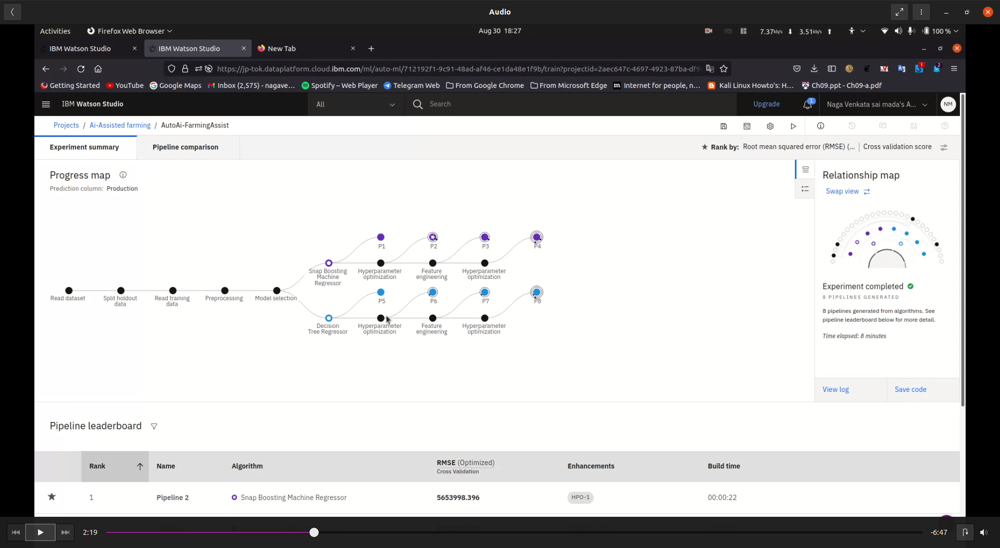 Audio
Activities Firefox Web Browser Aug 30 18:27 7.37kb/s 3.51kb/s 100 %
IBM Watson Studio IBM Watson Studio New Tab
https://jp-tok.dataplatform.cloud.ibm.com/ml/auto-ml/712192f1-9c91-48ad-af46-ce1da48e1f9b/train?projectid=2aec647c-4697-4923-87ba-df9
Getting Started YouTube Google Maps Inbox (2,575) - nagave... Spotify – Web Player Telegram Web From Google Chrome From Microsoft Edge Internet for people, n... Kali Linux Howto's: H... Ch09.ppt - Ch09-a.pdf
IBM Watson Studio All Search Upgrade 1 Naga Venkata sai mada's A... NM
Projects / Ai-Assisted farming / AutoAi-FarmingAssist
Experiment summary Pipeline comparison Rank by: Root mean squared error (RMSE) (... Cross validation score
Progress map
Prediction column: Production
P1 P2 P3 P4
Snap Boosting Machine Regressor
Hyperparameter optimization
Feature engineering
Hyperparameter optimization
Read dataset
Split holdout data
Read training data
Preprocessing
Model selection
P5 P6 P7 P8
Decision Tree Regressor
Hyperparameter optimization
Feature engineering
Hyperparameter optimization
Relationship map
Swap view
Experiment completed
8 PIPELINES GENERATED
8 pipelines generated from algorithms. See
pipeline leaderboard below for more detail.
Time elapsed: 8 minutes
View log Save code
Pipeline leaderboard
Rank Name Algorithm RMSE (Optimized) Enhancements Build time
Cross Validation
1 Pipeline 2 Snap Boosting Machine Regressor 5653998.396 HPO-1 00:00:22
2:19 -6:47